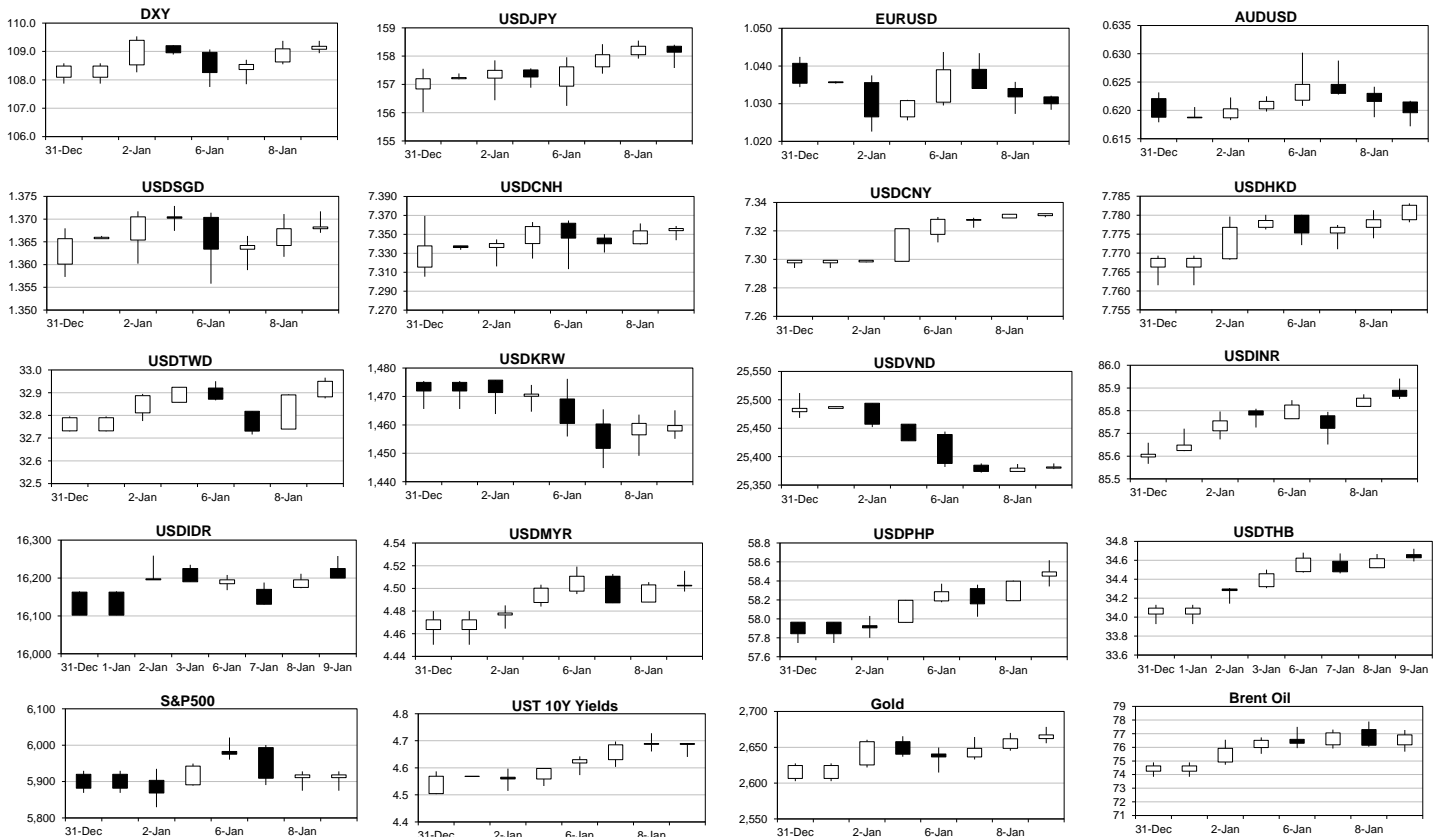 DXY
110.0
109.0
108.0
107.0
106.0
31-Dec 2-Jan 6-Jan 8-Jan
USDJPY
159
158
157
156
155
31-Dec 2-Jan 6-Jan 8-Jan
EURUSD
1.050
1.040
1.030
1.020
31-Dec 2-Jan 6-Jan 8-Jan
AUDUSD
0.635
0.630
0.625
0.620
0.615
31-Dec 2-Jan 6-Jan 8-Jan
USDSGD
1.375
1.370
1.365
1.360
1.355
1.350
31-Dec 2-Jan 6-Jan 8-Jan
USDCNH
7.390
7.370
7.350
7.330
7.310
7.290
7.270
31-Dec 2-Jan 6-Jan 8-Jan
USDCNY
7.34
7.32
7.30
7.28
7.26
31-Dec 2-Jan 6-Jan 8-Jan
USDHKD
7.785
7.780
7.775
7.770
7.765
7.760
7.755
31-Dec 2-Jan 6-Jan 8-Jan
USDTWD
33.0
32.9
32.8
32.7
32.6
32.5
31-Dec 2-Jan 6-Jan 8-Jan
USDKRW
1,480
1,470
1,460
1,450
1,440
31-Dec 2-Jan 6-Jan 8-Jan
USDVND
25,550
25,500
25,450
25,400
25,350
31-Dec 2-Jan 6-Jan 8-Jan
USDINR
86.0
85.9
85.8
85.7
85.6
85.5
31-Dec 2-Jan 6-Jan 8-Jan
USDIDR
16,300
16,200
16,100
16,000
31-Dec 1-Jan 2-Jan 3-Jan 6-Jan 7-Jan 8-Jan 9-Jan
USDMYR
4.54
4.52
4.50
4.48
4.46
4.44
31-Dec 2-Jan 6-Jan 8-Jan
USDPHP
58.8
58.6
58.4
58.2
58.0
57.8
57.6
31-Dec 2-Jan 6-Jan 8-Jan
USDTHB
34.8
34.6
34.4
34.2
34.0
33.8
33.6
31-Dec 1-Jan 2-Jan 3-Jan 6-Jan 7-Jan 8-Jan 9-Jan
S&P500
6,100
6,000
5,900
5,800
31-Dec 2-Jan 6-Jan 8-Jan
UST 10Y Yields
4.8
4.7
4.6
4.5
4.4
31-Dec 2-Jan 6-Jan 8-Jan
Gold
2,700
2,650
2,600
2,550
31-Dec 2-Jan 6-Jan 8-Jan
Brent Oil
79
78
77
76
75
74
73
72
71
31-Dec 2-Jan 6-Jan 8-Jan